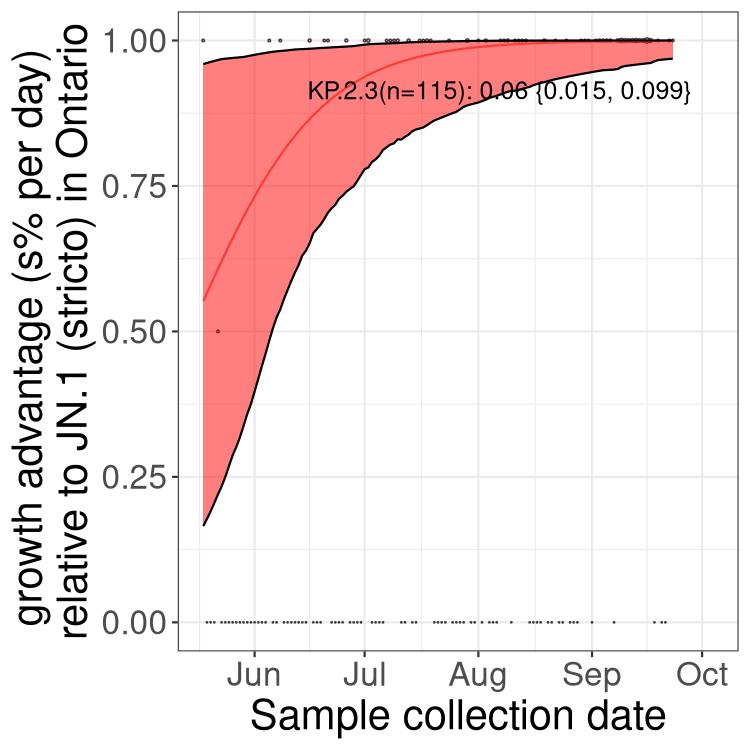 growth advantage (s% per day)
relative to JN.1 (stricto) in Ontario
1.00
0.75
0.50
0.25
0.00
KP.2.3(n=115): 0.06 {0.015, 0.099}
Jun Jul Aug Sep Oct
Sample collection date